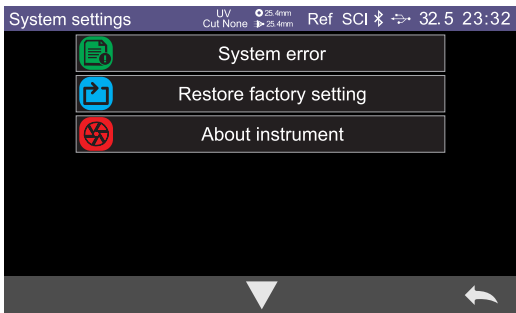 System settings UV Cut None 25.4mm 25.4mm Ref SCI 32.5 23:32
System error
Restore factory setting
About instrument